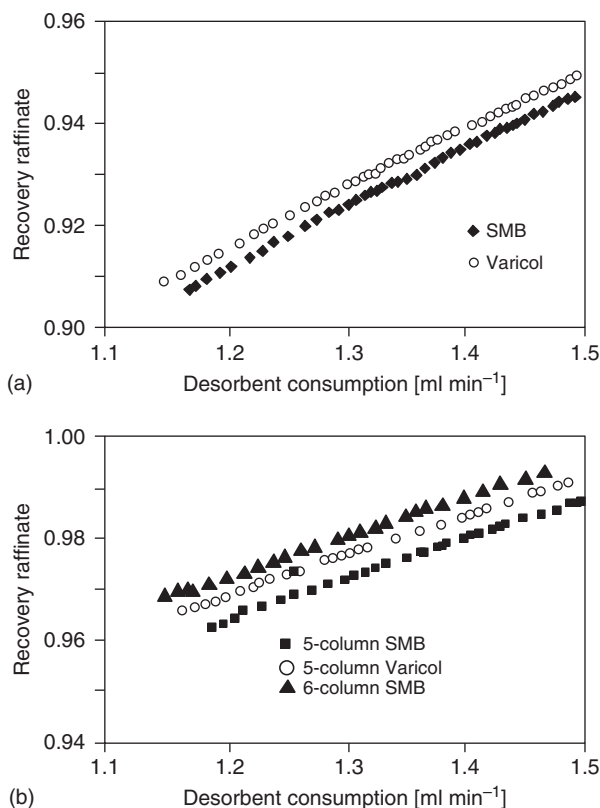 0.96
0.94
0.92
0.90
Recovery raffinate
SMB
Varicol
1.1 1.2 1.3 1.4 1.5
(a) Desorbent consumption [ml min⁻¹]
1.00
0.98
0.96
0.94
Recovery raffinate
5-column SMB
5-column Varicol
6-column SMB
1.1 1.2 1.3 1.4 1.5
(b) Desorbent consumption [ml min⁻¹]